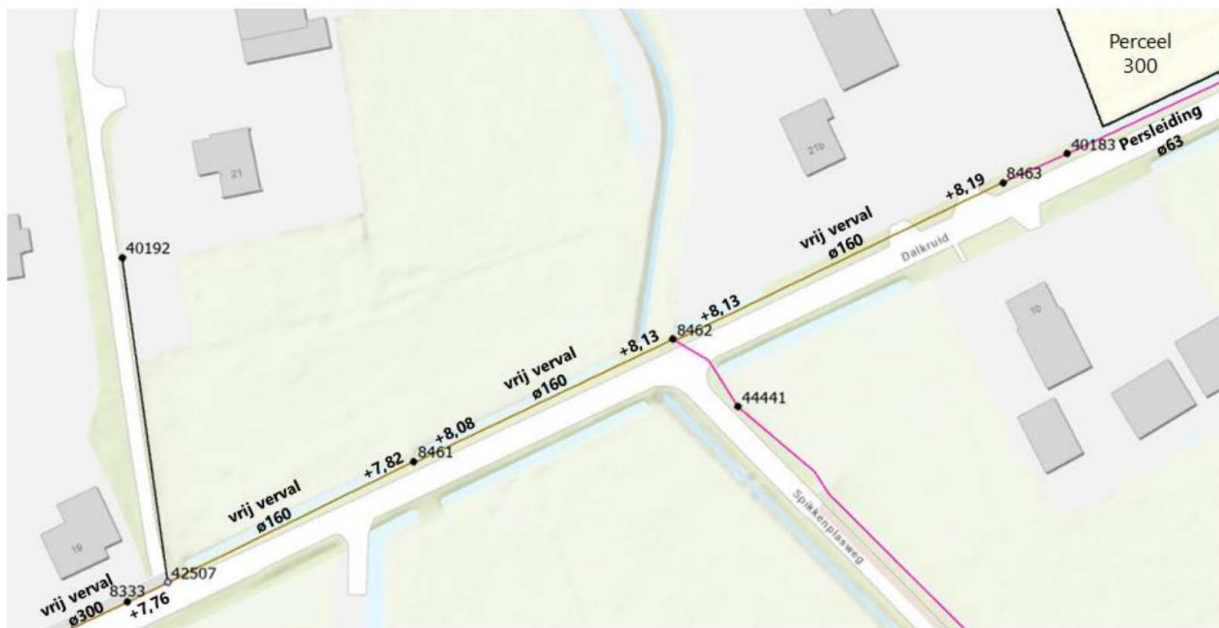 Perceel
300
21b
40183
Persleiding
ø63
8463
+8,19
21
40192
vrij verval
ø160
Dalkruid
+8,13
8462
+8,13
10
vrij verval
ø160
44441
+8,08
8461
+7,82
vrij verval
ø160
Spikkenplasweg
19
42507
8333
vrij verval
ø300
+7,76